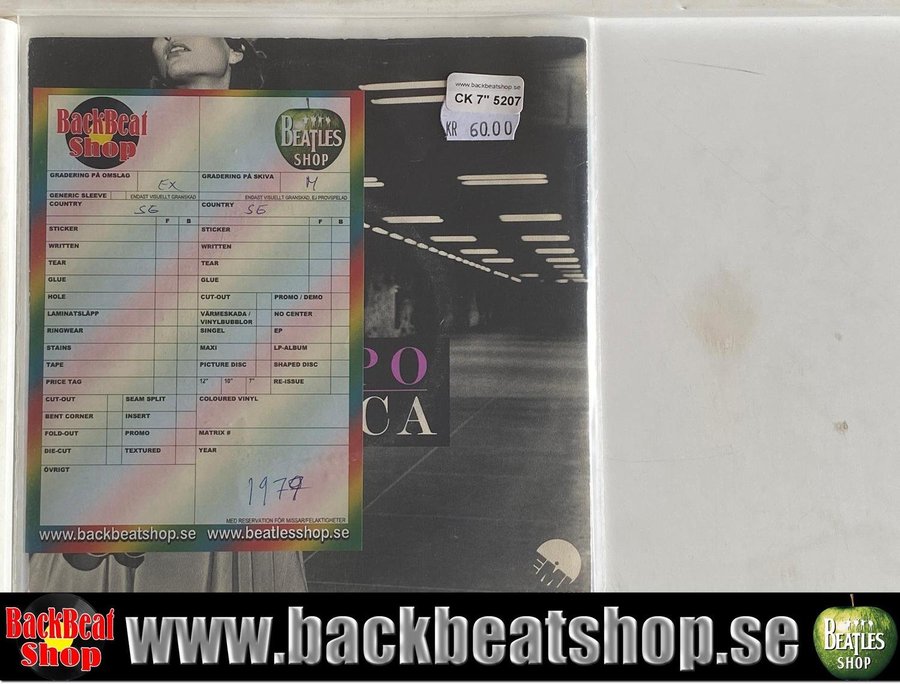 www.backbeatshop.se
CK 7" 5207
KR 60.00
BackBeat
Shop
BEATLES
SHOP
GRADERING PÅ OMSLAG
EX
GRADERING PÅ SKIVA
M
GENERIC SLEEVE
ENDAST VISUELLT GRANSKAD
ENDAST VISUELLT GRANSKAD, EJ PROVSPELAD
COUNTRY
SE
COUNTRY
SE
F B
F B
STICKER
STICKER
WRITTEN
WRITTEN
TEAR
TEAR
GLUE
GLUE
HOLE
CUT-OUT
PROMO / DEMO
LAMINATSLÄPP
VÄRMESKADA /
VINYLBUBBLOR
NO CENTER
RINGWEAR
SINGEL
EP
STAINS
MAXI
LP-ALBUM
TAPE
PICTURE DISC
SHAPED DISC
PRICE TAG
12" 10" 7"
RE-ISSUE
CUT-OUT
SEAM SPLIT
COLOURED VINYL
BENT CORNER
INSERT
FOLD-OUT
PROMO
MATRIX #
DIE-CUT
TEXTURED
YEAR
ÖVRIGT
1979
MED RESERVATION FÖR MISSAR/FELAKTIGHETER
www.backbeatshop.se www.beatlesshop.se
PO
CA
BackBeat
Shop
www.backbeatshop.se
BEATLES
SHOP